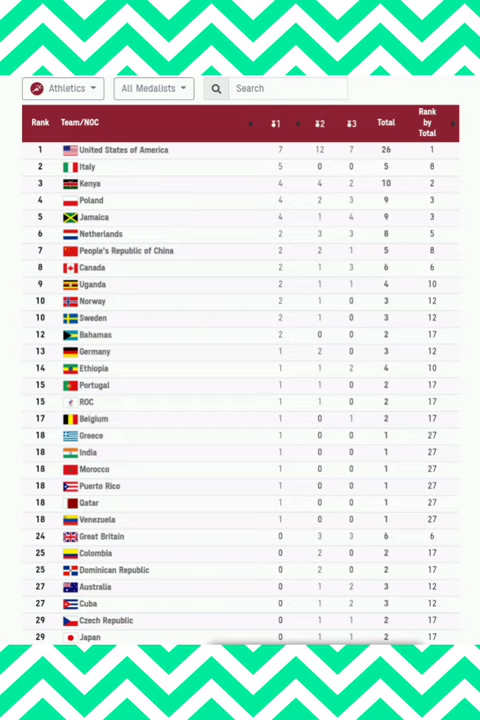 Athletics All Medalists Search
Rank Team/NOC 1 2 3 Total Rank by Total
1 United States of America 7 12 7 26 1
2 Italy 5 0 0 5 8
3 Kenya 4 4 2 10 2
4 Poland 4 2 3 9 3
5 Jamaica 4 1 4 9 3
6 Netherlands 2 3 3 8 5
7 People's Republic of China 2 2 1 5 8
8 Canada 2 1 3 6 6
9 Uganda 2 1 1 4 10
10 Norway 2 1 0 3 12
10 Sweden 2 1 0 3 12
12 Bahamas 2 0 0 2 17
13 Germany 1 2 0 3 12
14 Ethiopia 1 1 2 4 10
15 Portugal 1 1 0 2 17
15 ROC 1 1 0 2 17
17 Belgium 1 0 1 2 17
18 Greece 1 0 0 1 27
18 India 1 0 0 1 27
18 Morocco 1 0 0 1 27
18 Puerto Rico 1 0 0 1 27
18 Qatar 1 0 0 1 27
18 Venezuela 1 0 0 1 27
24 Great Britain 0 3 3 6 6
25 Colombia 0 2 0 2 17
25 Dominican Republic 0 2 0 2 17
27 Australia 0 1 2 3 12
27 Cuba 0 1 2 3 12
29 Czech Republic 0 1 1 2 17
29 Japan 0 1 1 2 17